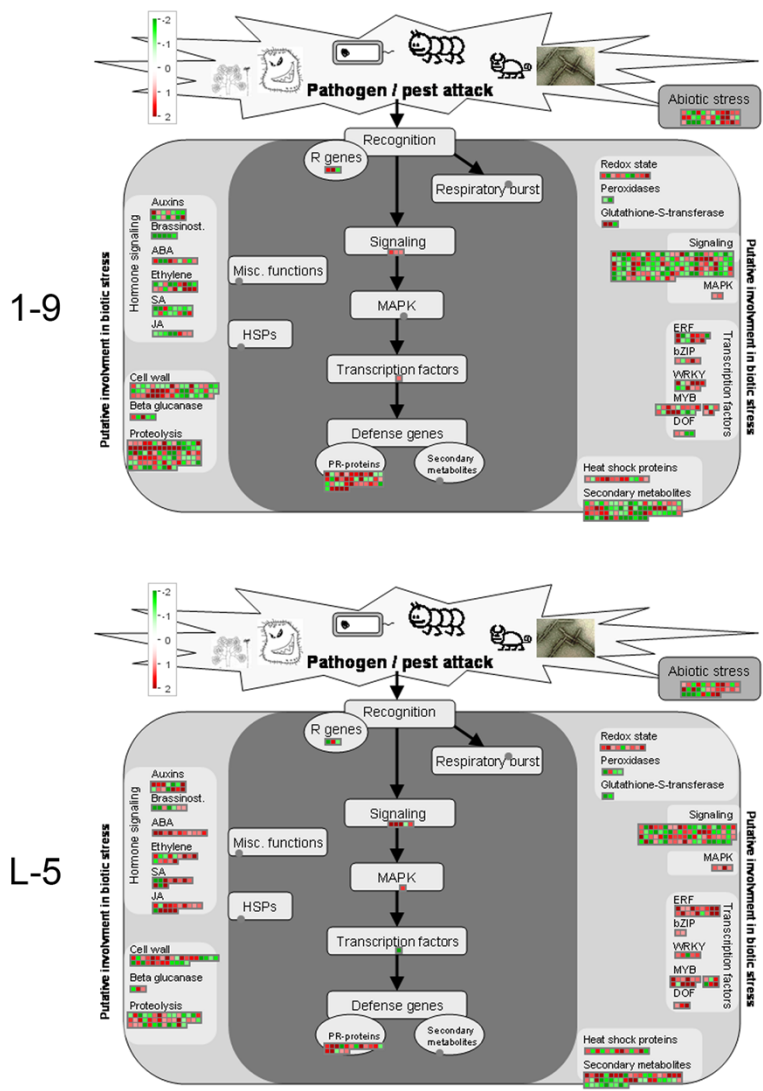 -2
-1
0
1
2
Pathogen / pest attack
Abiotic stress
Recognition
R genes
Respiratory burst
Redox state
Peroxidases
Glutathione-S-transferase
Auxins
Brassinost.
ABA
Ethylene
SA
JA
Hormone signaling
Signaling
Misc. functions
MAPK
HSPs
Transcription factors
Defense genes
PR-proteins
Secondary
metabolites
Signaling
MAPK
ERF
bZIP
WRKY
MYB
DOF
Transcription factors
Putative involvment in biotic stress
1-9
Cell wall
Beta glucanase
Proteolysis
Putative involvment in biotic stress
Heat shock proteins
Secondary metabolites
-2
-1
0
1
2
Pathogen / pest attack
Abiotic stress
Recognition
R genes
Respiratory burst
Redox state
Peroxidases
Glutathione-S-transferase
Auxins
Brassinost.
ABA
Ethylene
SA
JA
Hormone signaling
Signaling
Misc. functions
MAPK
HSPs
Transcription factors
Defense genes
PR-proteins
Secondary
metabolites
Signaling
MAPK
ERF
bZIP
WRKY
MYB
DOF
Transcription factors
Putative involvment in biotic stress
L-5
Cell wall
Beta glucanase
Proteolysis
Putative involvment in biotic stress
Heat shock proteins
Secondary metabolites